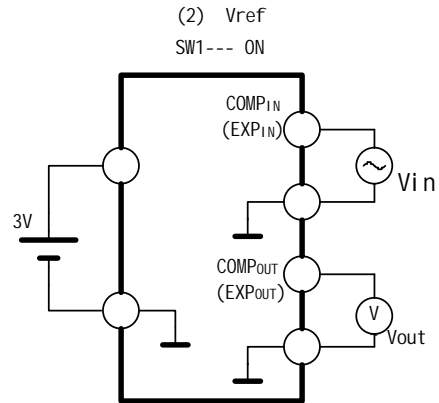 (2) Vref
SW1--- ON
COMPIN
(EXPIN)
Vin
3V
COMPOUT
(EXPOUT)
V
Vout